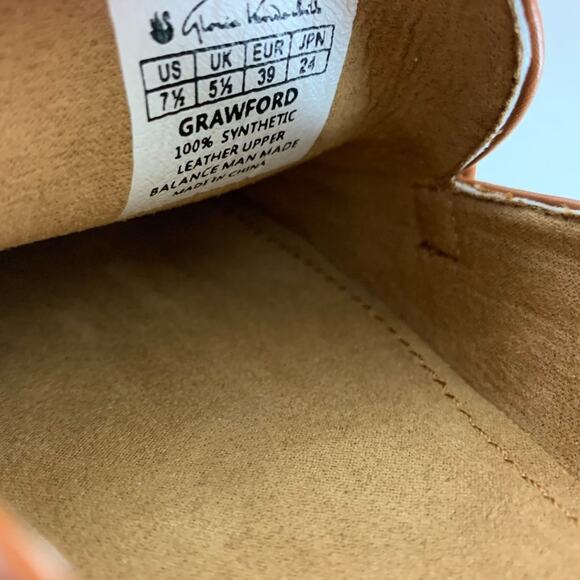 Gloria Vanderbilt
US UK EUR JPN
7½ 5½ 39 24
GRAWFORD
100% SYNTHETIC
LEATHER UPPER
BALANCE MAN MADE
MADE IN CHINA